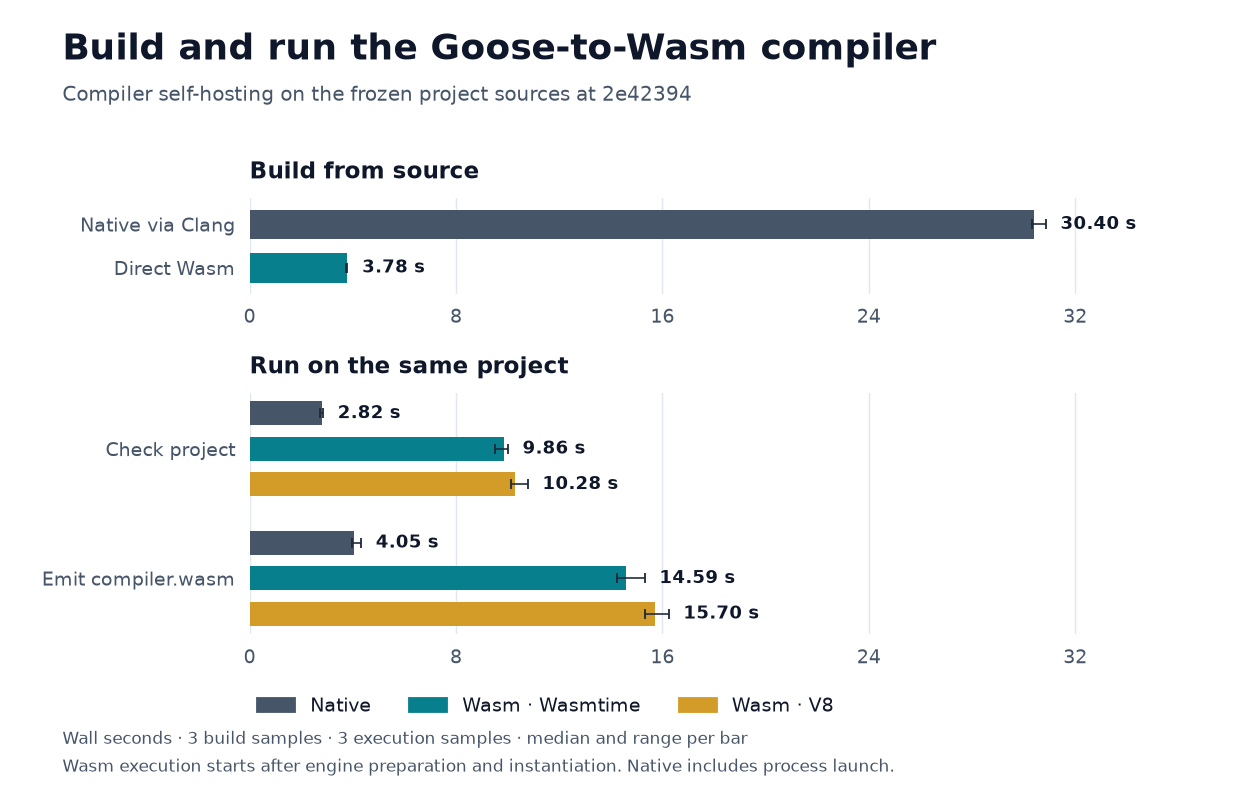 Build and run the Goose-to-Wasm compiler
Compiler self-hosting on the frozen project sources at 2e42394
Build from source
Native via Clang
30.40 s
Direct Wasm
3.78 s
0 8 16 24 32
Run on the same project
2.82 s
Check project
9.86 s
10.28 s
4.05 s
Emit compiler.wasm
14.59 s
15.70 s
0 8 16 24 32
Native Wasm · Wasmtime Wasm · V8
Wall seconds · 3 build samples · 3 execution samples · median and range per bar
Wasm execution starts after engine preparation and instantiation. Native includes process launch.